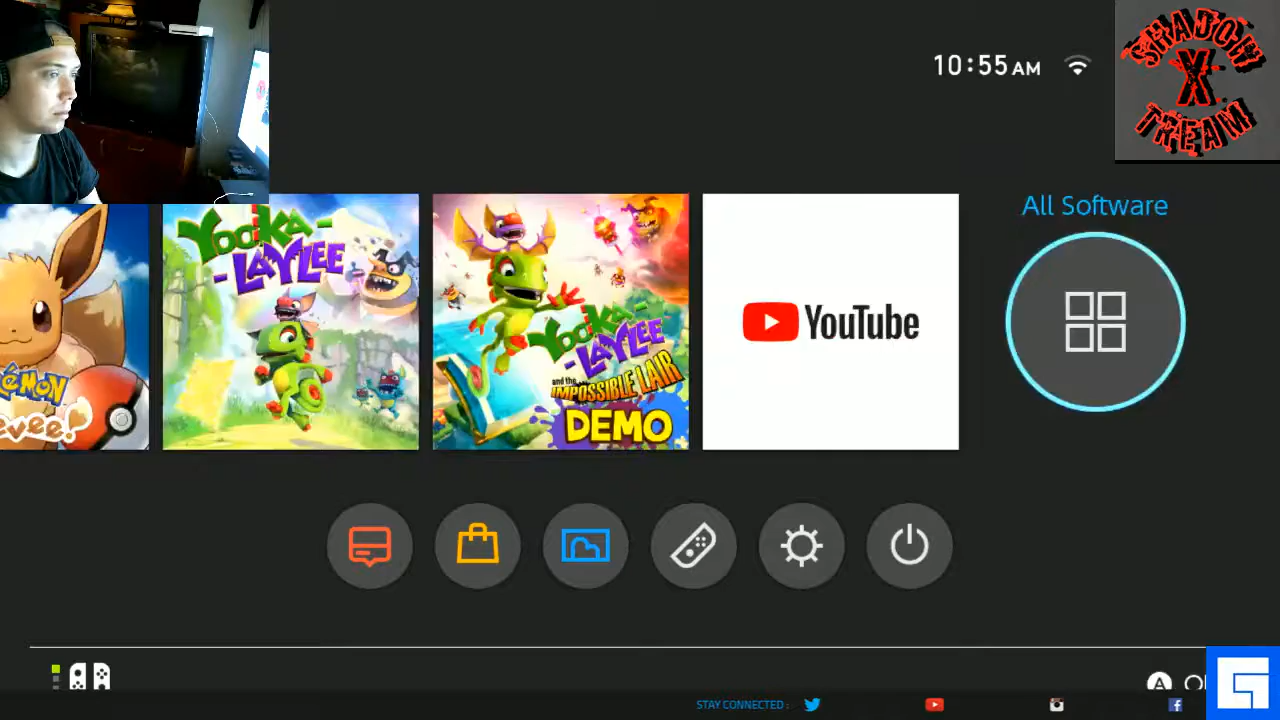 SHADOW
X
TREAM
10:55 AM
All Software
YOOKA-
-LAYLEE
YOOKA-
-LAYLEE
and the
IMPOSSIBLE LAIR
DEMO
YouTube
A
STAY CONNECTED :